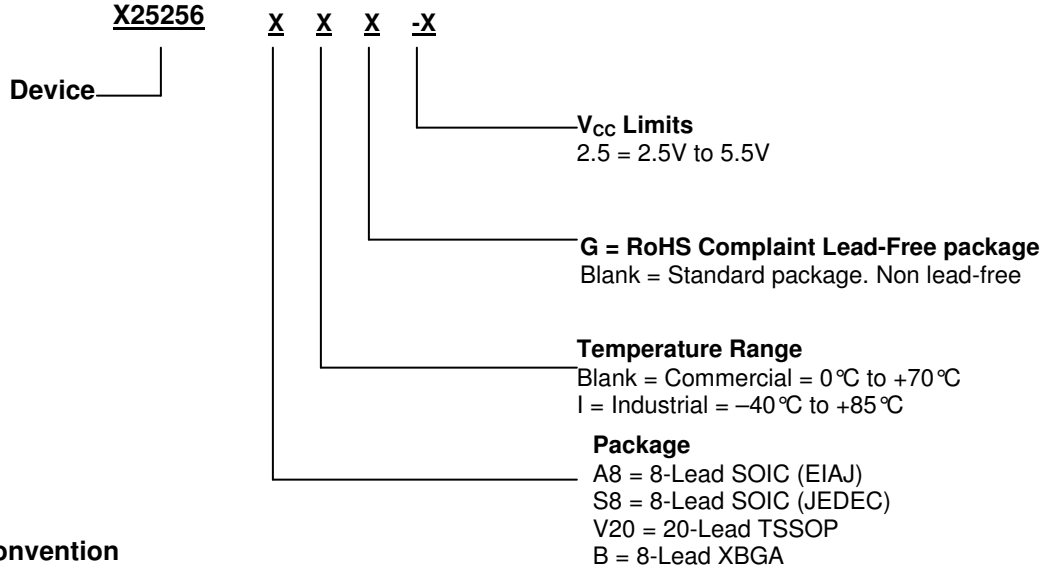 X25256 X X X -X
Device
V_CC Limits
2.5 = 2.5V to 5.5V
G = RoHS Complaint Lead-Free package
Blank = Standard package. Non lead-free
Temperature Range
Blank = Commercial = 0°C to +70°C
I = Industrial = –40°C to +85°C
Package
A8 = 8-Lead SOIC (EIAJ)
S8 = 8-Lead SOIC (JEDEC)
V20 = 20-Lead TSSOP
B = 8-Lead XBGA
onvention